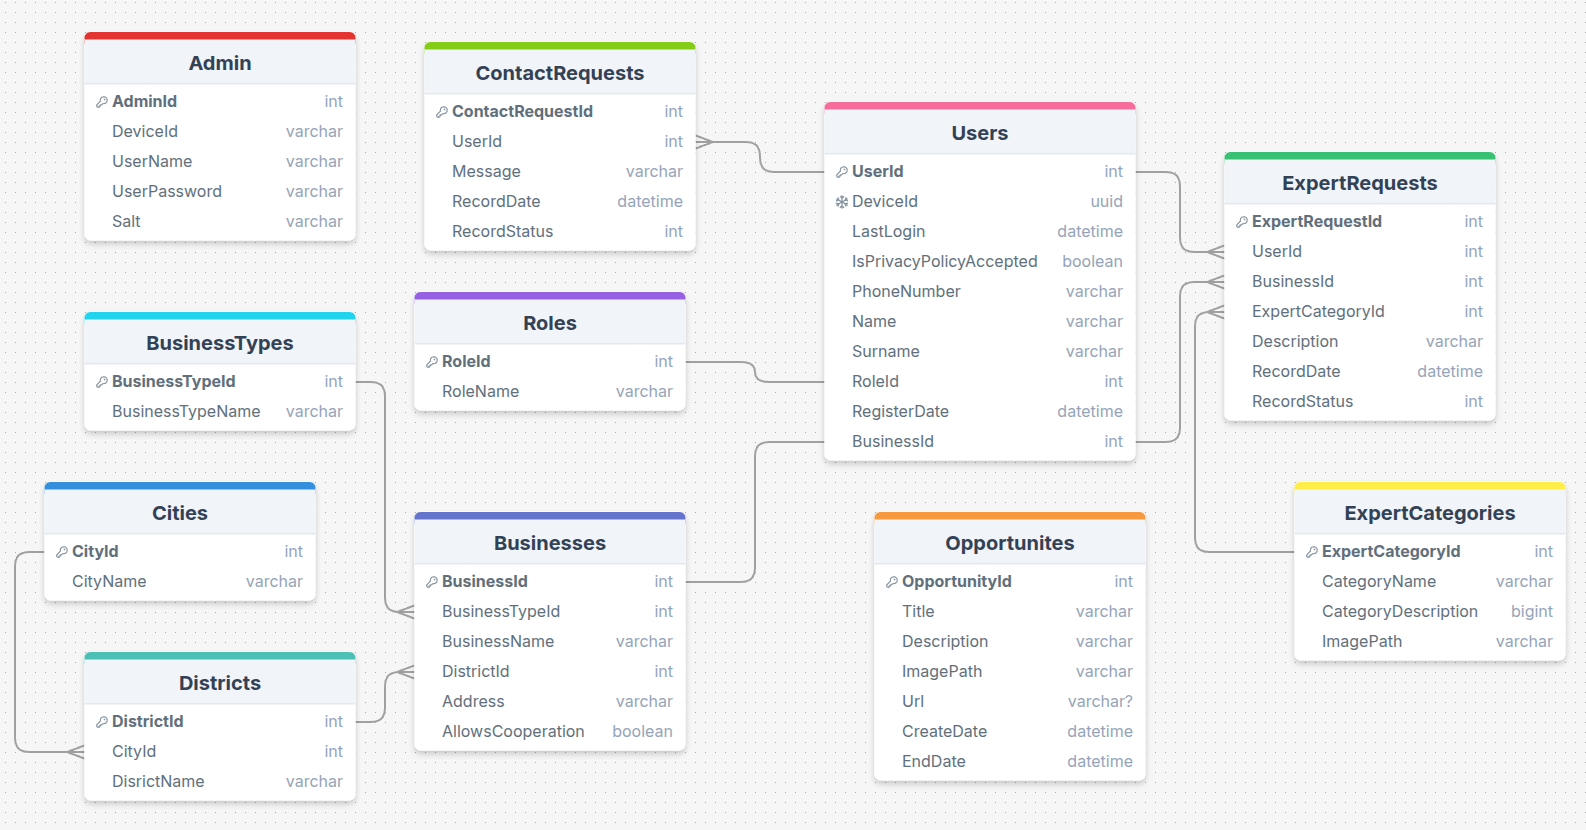 Admin
AdminId int
DeviceId varchar
UserName varchar
UserPassword varchar
Salt varchar
ContactRequests
ContactRequestId int
UserId int
Message varchar
RecordDate datetime
RecordStatus int
Users
UserId int
DeviceId uuid
LastLogin datetime
IsPrivacyPolicyAccepted boolean
PhoneNumber varchar
Name varchar
Surname varchar
RoleId int
RegisterDate datetime
BusinessId int
ExpertRequests
ExpertRequestId int
UserId int
BusinessId int
ExpertCategoryId int
Description varchar
RecordDate datetime
RecordStatus int
BusinessTypes
BusinessTypeId int
BusinessTypeName varchar
Roles
RoleId int
RoleName varchar
Cities
CityId int
CityName varchar
Businesses
BusinessId int
BusinessTypeId int
BusinessName varchar
DistrictId int
Address varchar
AllowsCooperation boolean
Opportunites
OpportunityId int
Title varchar
Description varchar
ImagePath varchar
Url varchar?
CreateDate datetime
EndDate datetime
ExpertCategories
ExpertCategoryId int
CategoryName varchar
CategoryDescription bigint
ImagePath varchar
Districts
DistrictId int
CityId int
DisrictName varchar